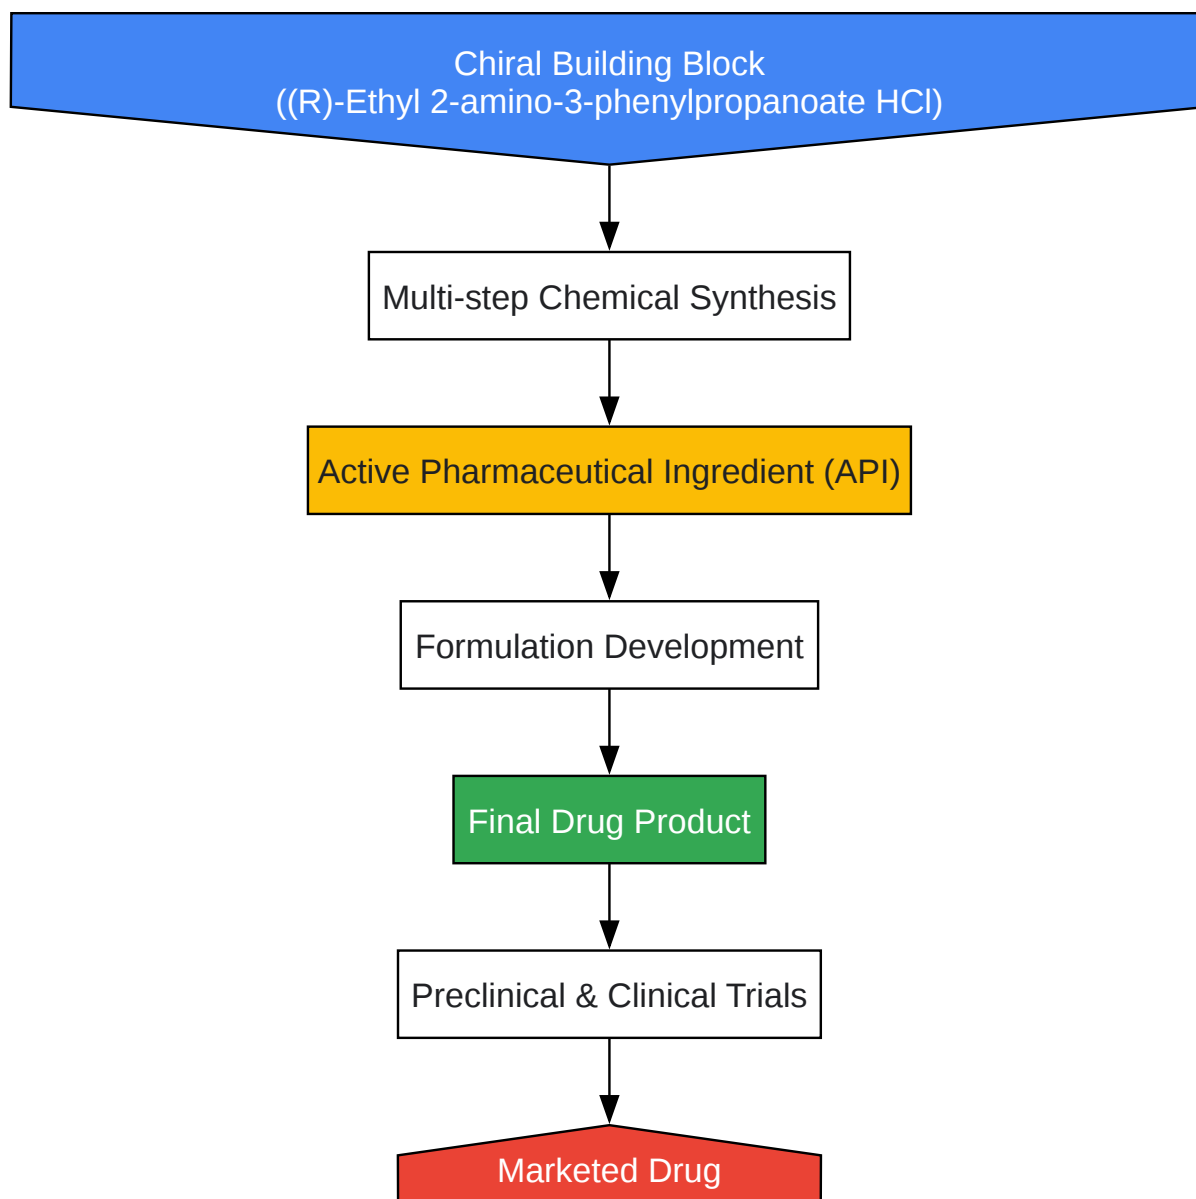 Chiral Building Block
((R)-Ethyl 2-amino-3-phenylpropanoate HCl)
Multi-step Chemical Synthesis
Active Pharmaceutical Ingredient (API)
Formulation Development
Final Drug Product
Preclinical & Clinical Trials
Marketed Drug